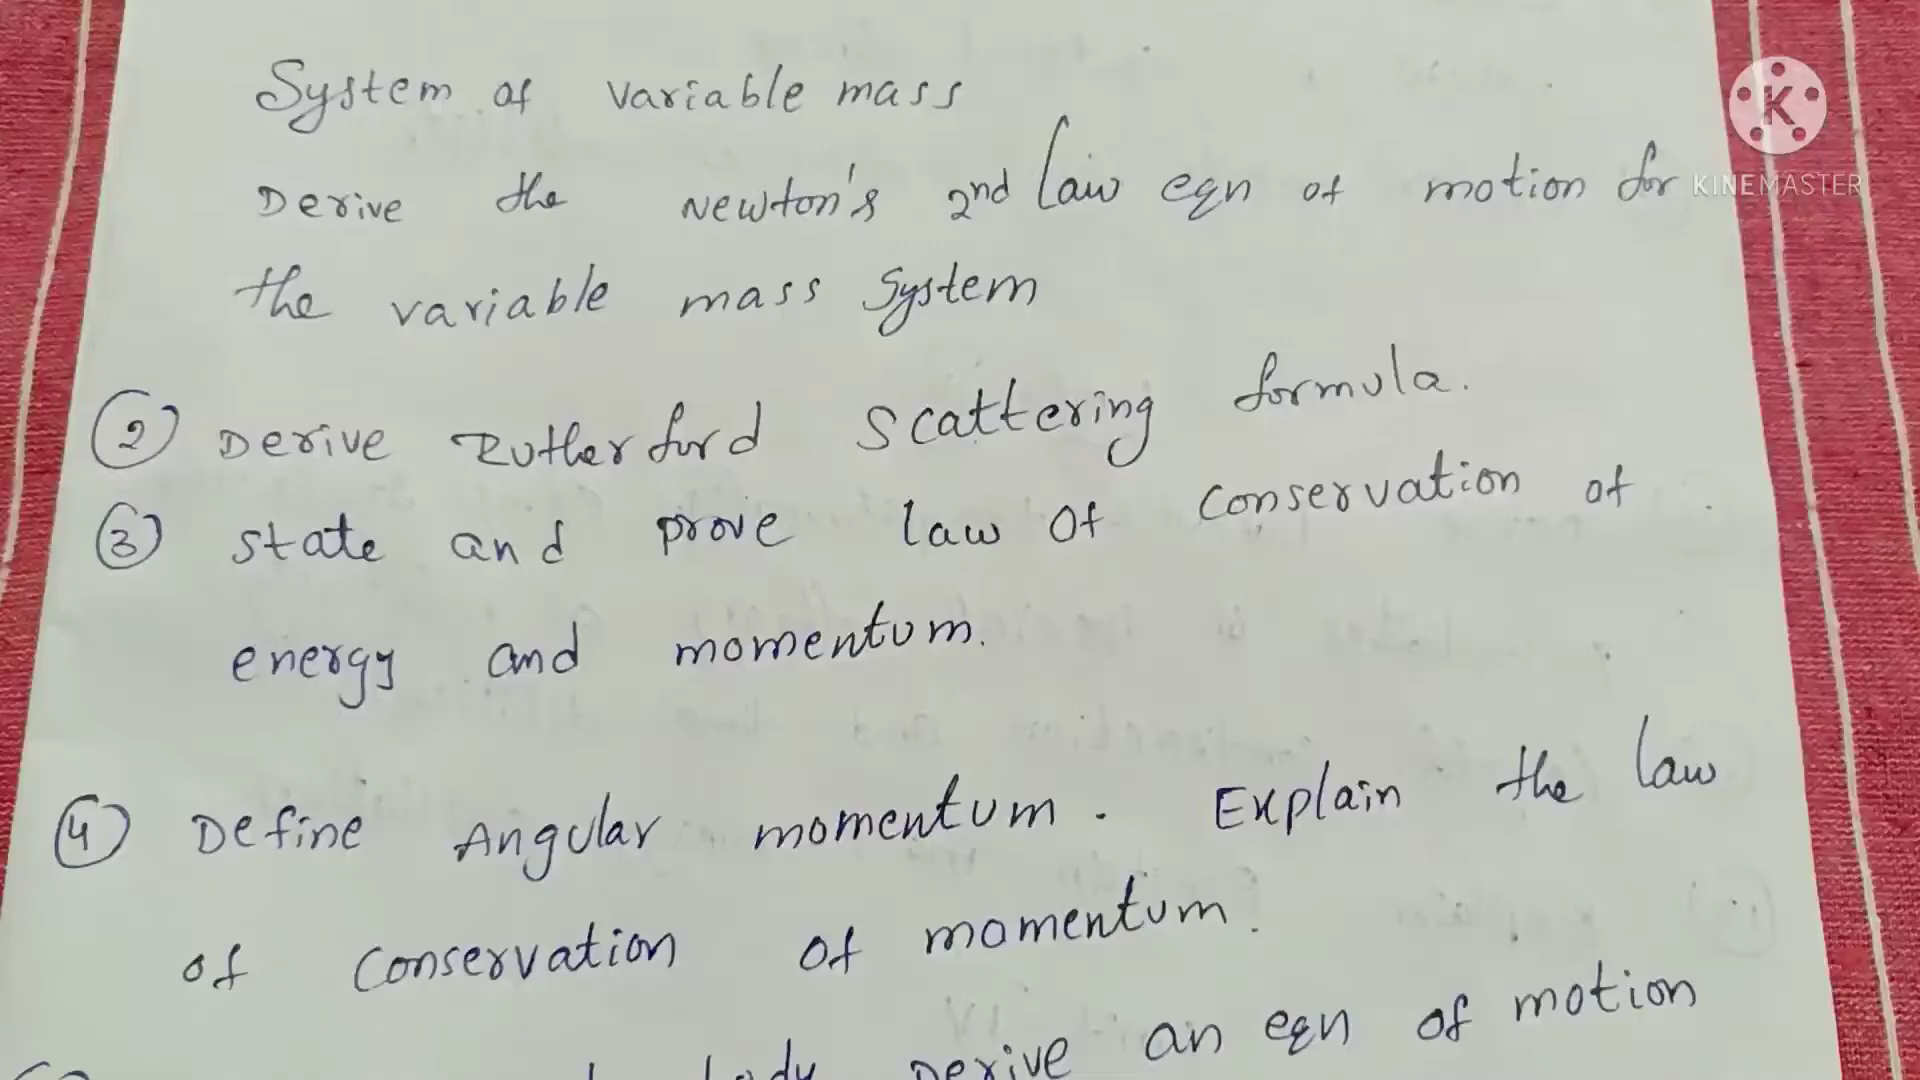 System of variable mass
Derive the Newton's 2nd law eqn of motion for
KINEMASTER
the variable mass system
② Derive Rutherford scattering formula.
③ state and prove law of conservation of
energy and momentum.
④ Define Angular momentum. Explain the law
of conservation of momentum.
body Derive an eqn of motion